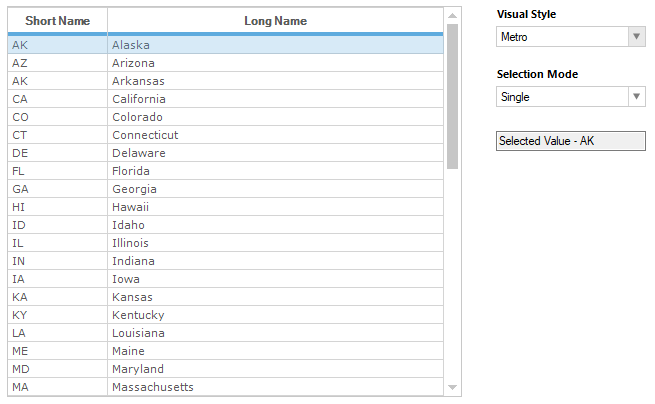 Short Name Long Name
AK Alaska
AZ Arizona
AK Arkansas
CA California
CO Colorado
CT Connecticut
DE Delaware
FL Florida
GA Georgia
HI Hawaii
ID Idaho
IL Illinois
IN Indiana
IA Iowa
KA Kansas
KY Kentucky
LA Louisiana
ME Maine
MD Maryland
MA Massachusetts
Visual Style
Metro
Selection Mode
Single
Selected Value - AK